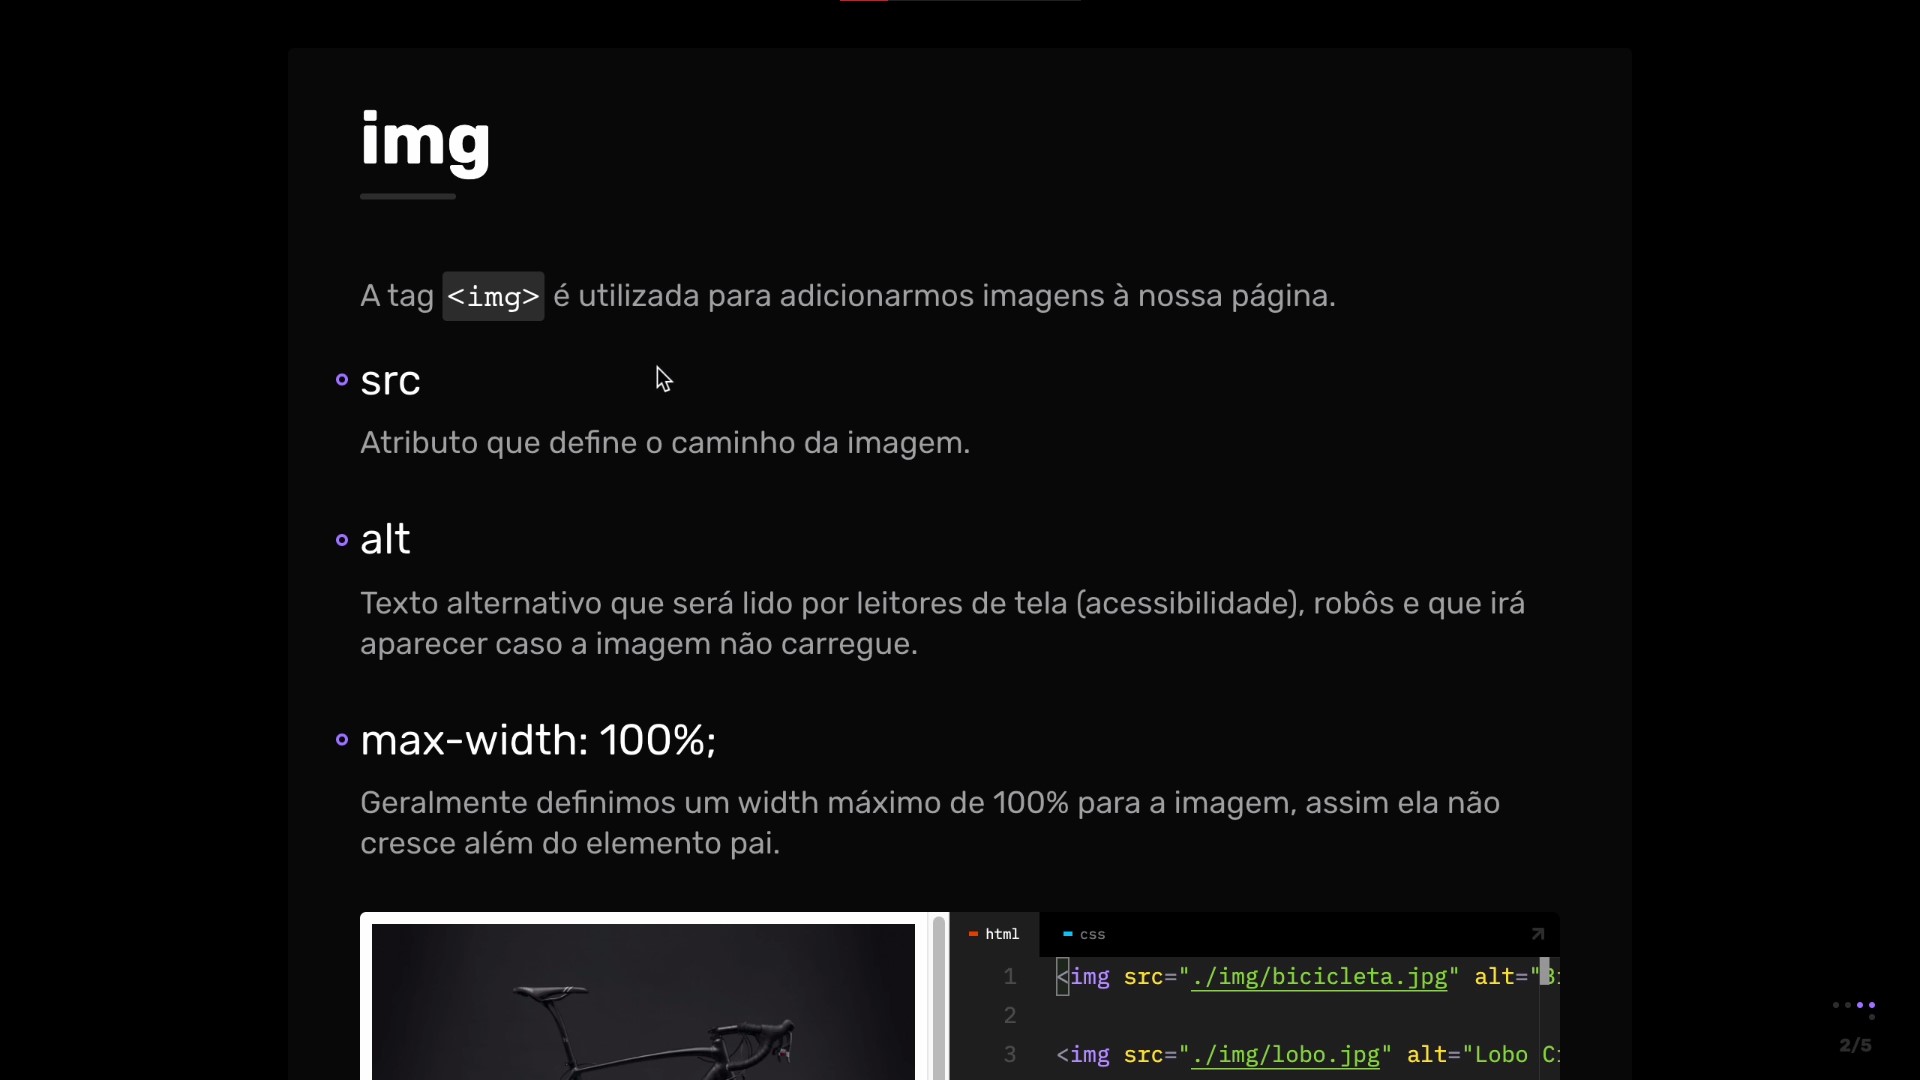 img
A tag <img> é utilizada para adicionarmos imagens à nossa página.
src
Atributo que define o caminho da imagem.
alt
Texto alternativo que será lido por leitores de tela (acessibilidade), robôs e que irá
aparecer caso a imagem não carregue.
max-width: 100%;
Geralmente definimos um width máximo de 100% para a imagem, assim ela não
cresce além do elemento pai.
html css
1 <img src="./img/bicicleta.jpg" alt="
2
3 <img src="./img/lobo.jpg" alt="Lobo
2/5